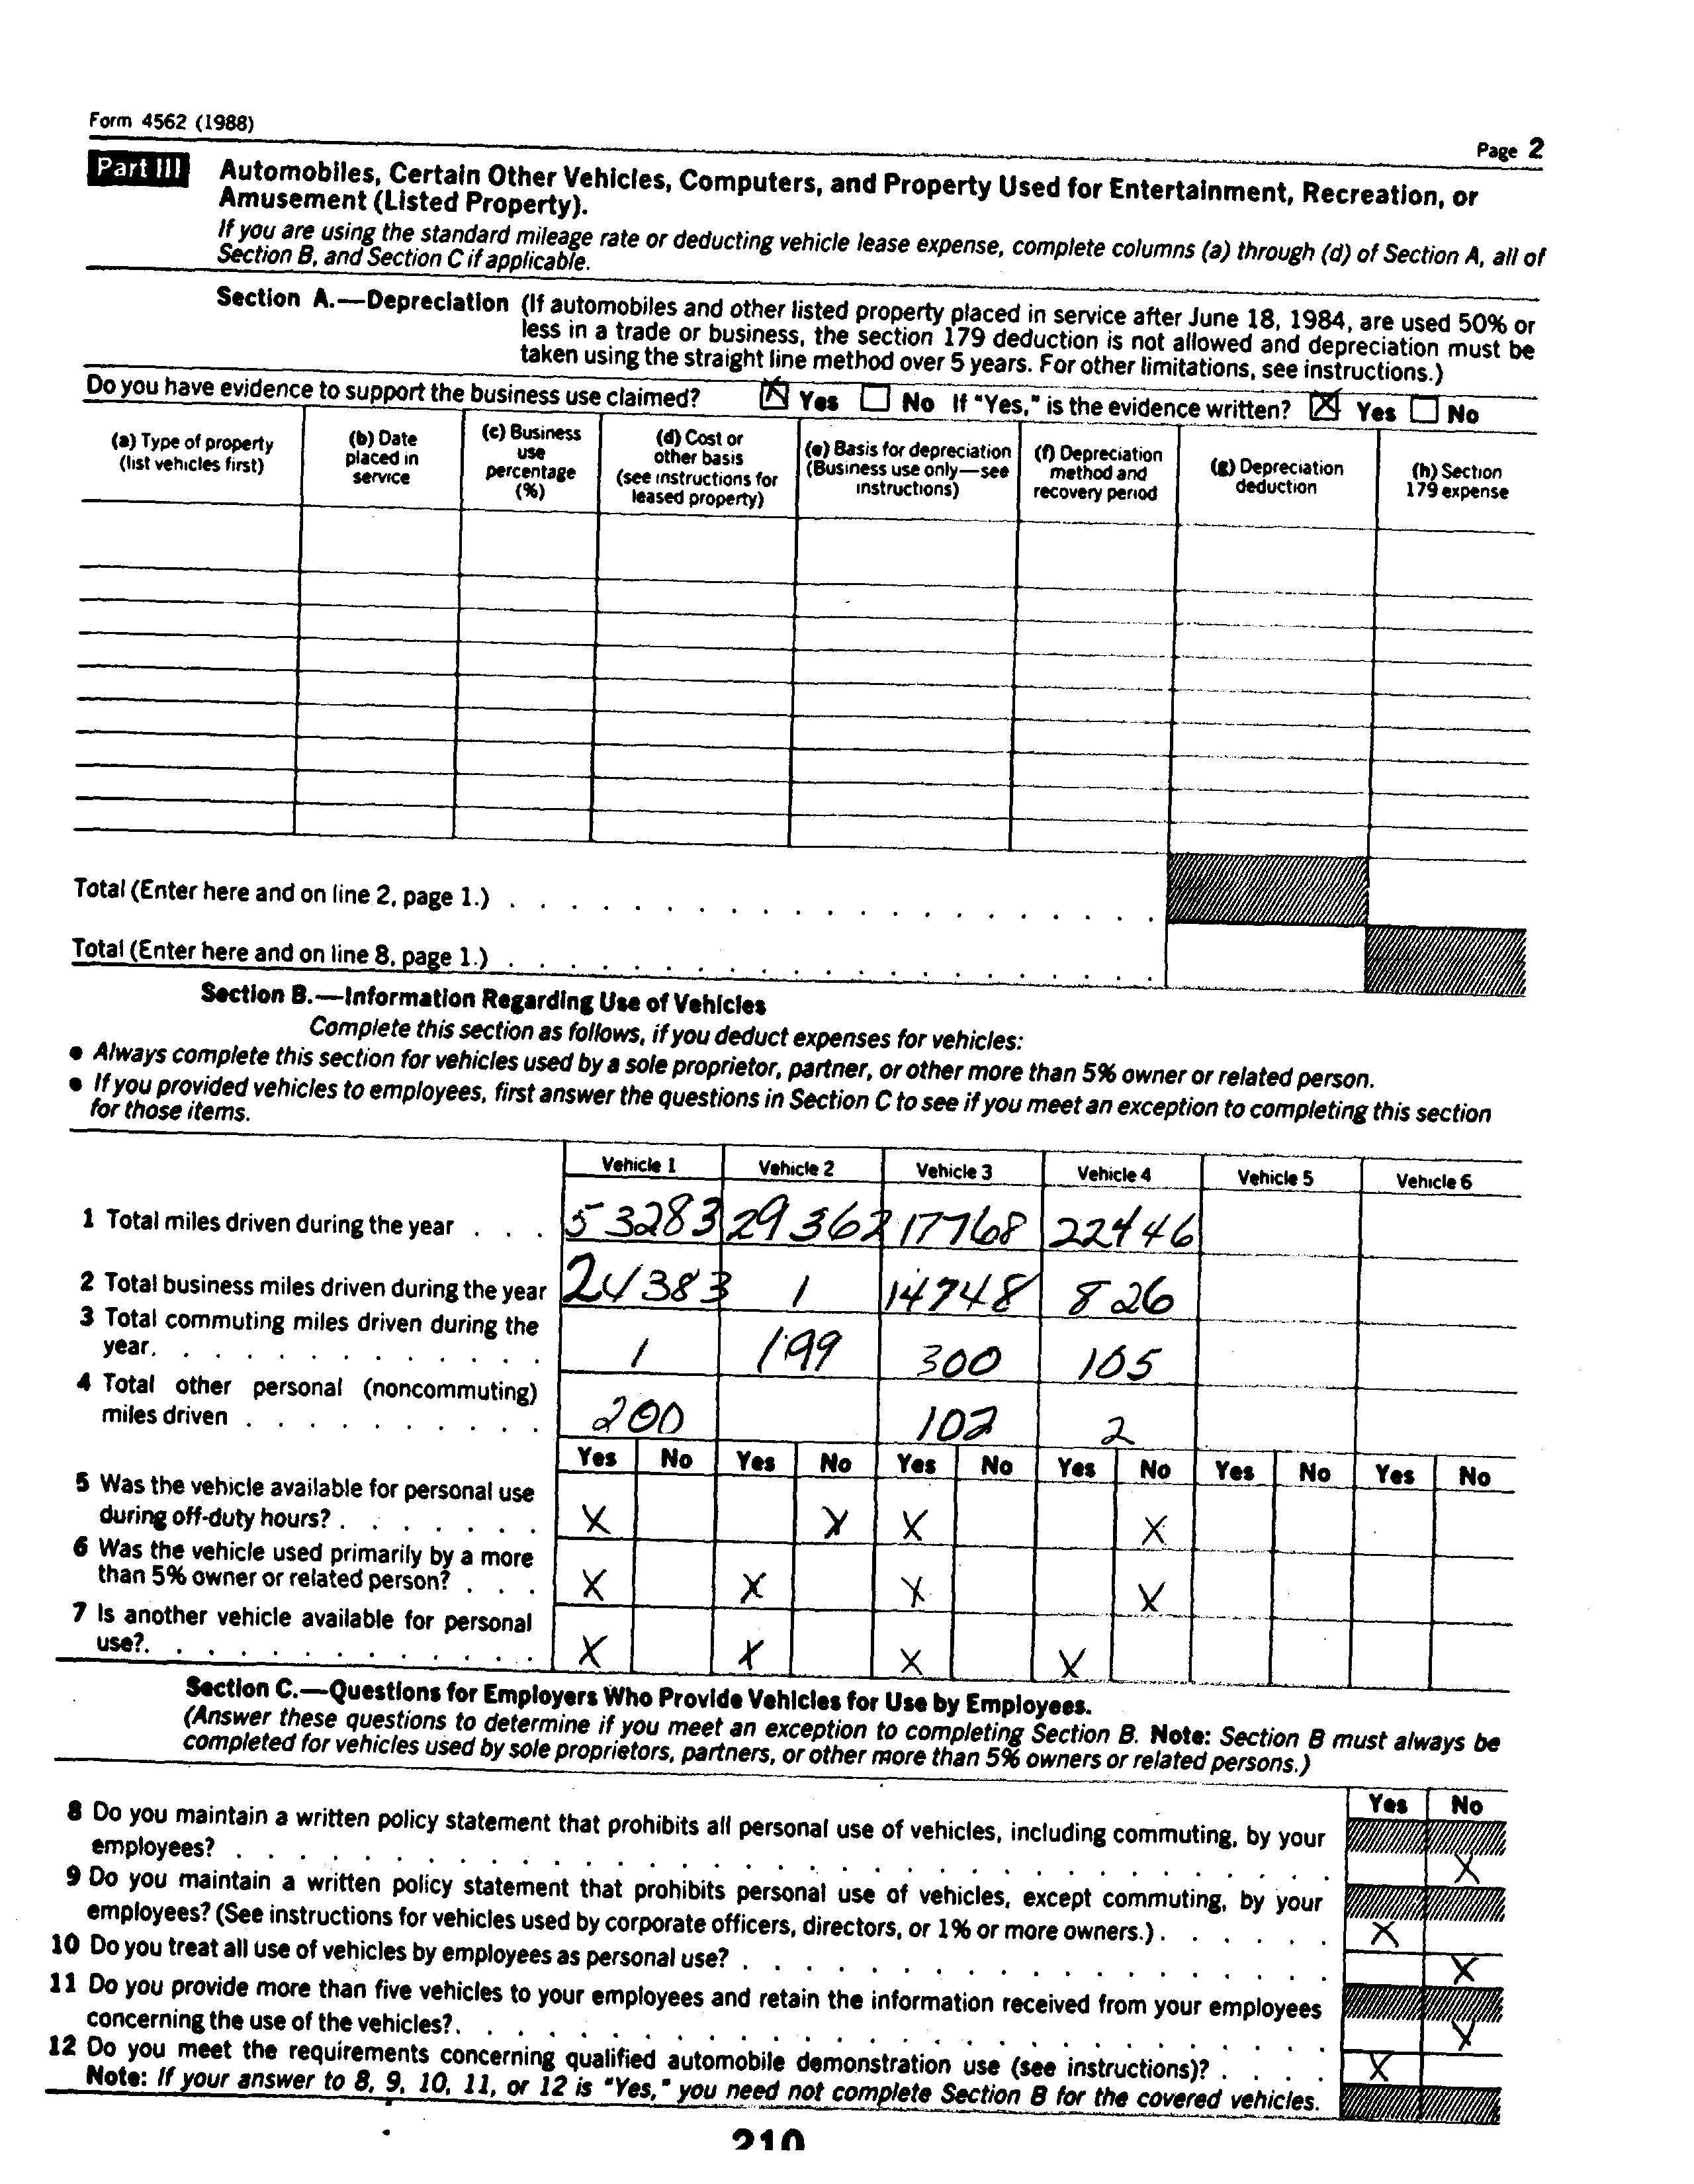 Form 4562 (1988)
Page 2
Part III Automobiles, Certain Other Vehicles, Computers, and Property Used for Entertainment, Recreation, or
Amusement (Listed Property).
If you are using the standard mileage rate or deducting vehicle lease expense, complete columns (a) through (d) of Section A, all of
Section B, and Section C if applicable.
Section A.—Depreciation (If automobiles and other listed property placed in service after June 18, 1984, are used 50% or
less in a trade or business, the section 179 deduction is not allowed and depreciation must be
taken using the straight line method over 5 years. For other limitations, see instructions.)
Do you have evidence to support the business use claimed? X Yes No If "Yes," is the evidence written? X Yes No
(a) Type of property
(list vehicles first)
(b) Date
placed in
service
(c) Business
use
percentage
(%)
(d) Cost or
other basis
(see instructions for
leased property)
(e) Basis for depreciation
(Business use only—see
instructions)
(f) Depreciation
method and
recovery period
(g) Depreciation
deduction
(h) Section
179 expense
Total (Enter here and on line 2, page 1.) . . . . . . . . . . . . . . . . . . . . .
Total (Enter here and on line 8, page 1.) . . . . . . . . . . . . . . . . . . . . .
Section B.—Information Regarding Use of Vehicles
Complete this section as follows, if you deduct expenses for vehicles:
● Always complete this section for vehicles used by a sole proprietor, partner, or other more than 5% owner or related person.
● If you provided vehicles to employees, first answer the questions in Section C to see if you meet an exception to completing this section
for those items.
Vehicle 1 Vehicle 2 Vehicle 3 Vehicle 4 Vehicle 5 Vehicle 6
1 Total miles driven during the year . . . 53283 29362 17768 22446
2 Total business miles driven during the year 24383 1 14748 826
3 Total commuting miles driven during the
year. . . . . . . . . . . . . 1 199 300 105
4 Total other personal (noncommuting)
miles driven . . . . . . . . . . 200 102 2
Yes No Yes No Yes No Yes No Yes No Yes No
5 Was the vehicle available for personal use
during off-duty hours? . . . . . . . X X X X
6 Was the vehicle used primarily by a more
than 5% owner or related person? . . . X X X X
7 Is another vehicle available for personal
use?. . . . . . . . . . . . . X X X X
Section C.—Questions for Employers Who Provide Vehicles for Use by Employees.
(Answer these questions to determine if you meet an exception to completing Section B. Note: Section B must always be
completed for vehicles used by sole proprietors, partners, or other more than 5% owners or related persons.)
Yes No
8 Do you maintain a written policy statement that prohibits all personal use of vehicles, including commuting, by your
employees? . . . . . . . . . . . . . . . . . . . . . . . . . . . . . . . . . . . X
9 Do you maintain a written policy statement that prohibits personal use of vehicles, except commuting, by your
employees? (See instructions for vehicles used by corporate officers, directors, or 1% or more owners.) . . . . . . X
10 Do you treat all use of vehicles by employees as personal use? . . . . . . . . . . . . . . . . . . . X
11 Do you provide more than five vehicles to your employees and retain the information received from your employees
concerning the use of the vehicles?. . . . . . . . . . . . . . . . . . . . . . . . . . . . X
12 Do you meet the requirements concerning qualified automobile demonstration use (see instructions)? . . . . X
Note: If your answer to 8, 9, 10, 11, or 12 is "Yes," you need not complete Section B for the covered vehicles.
210